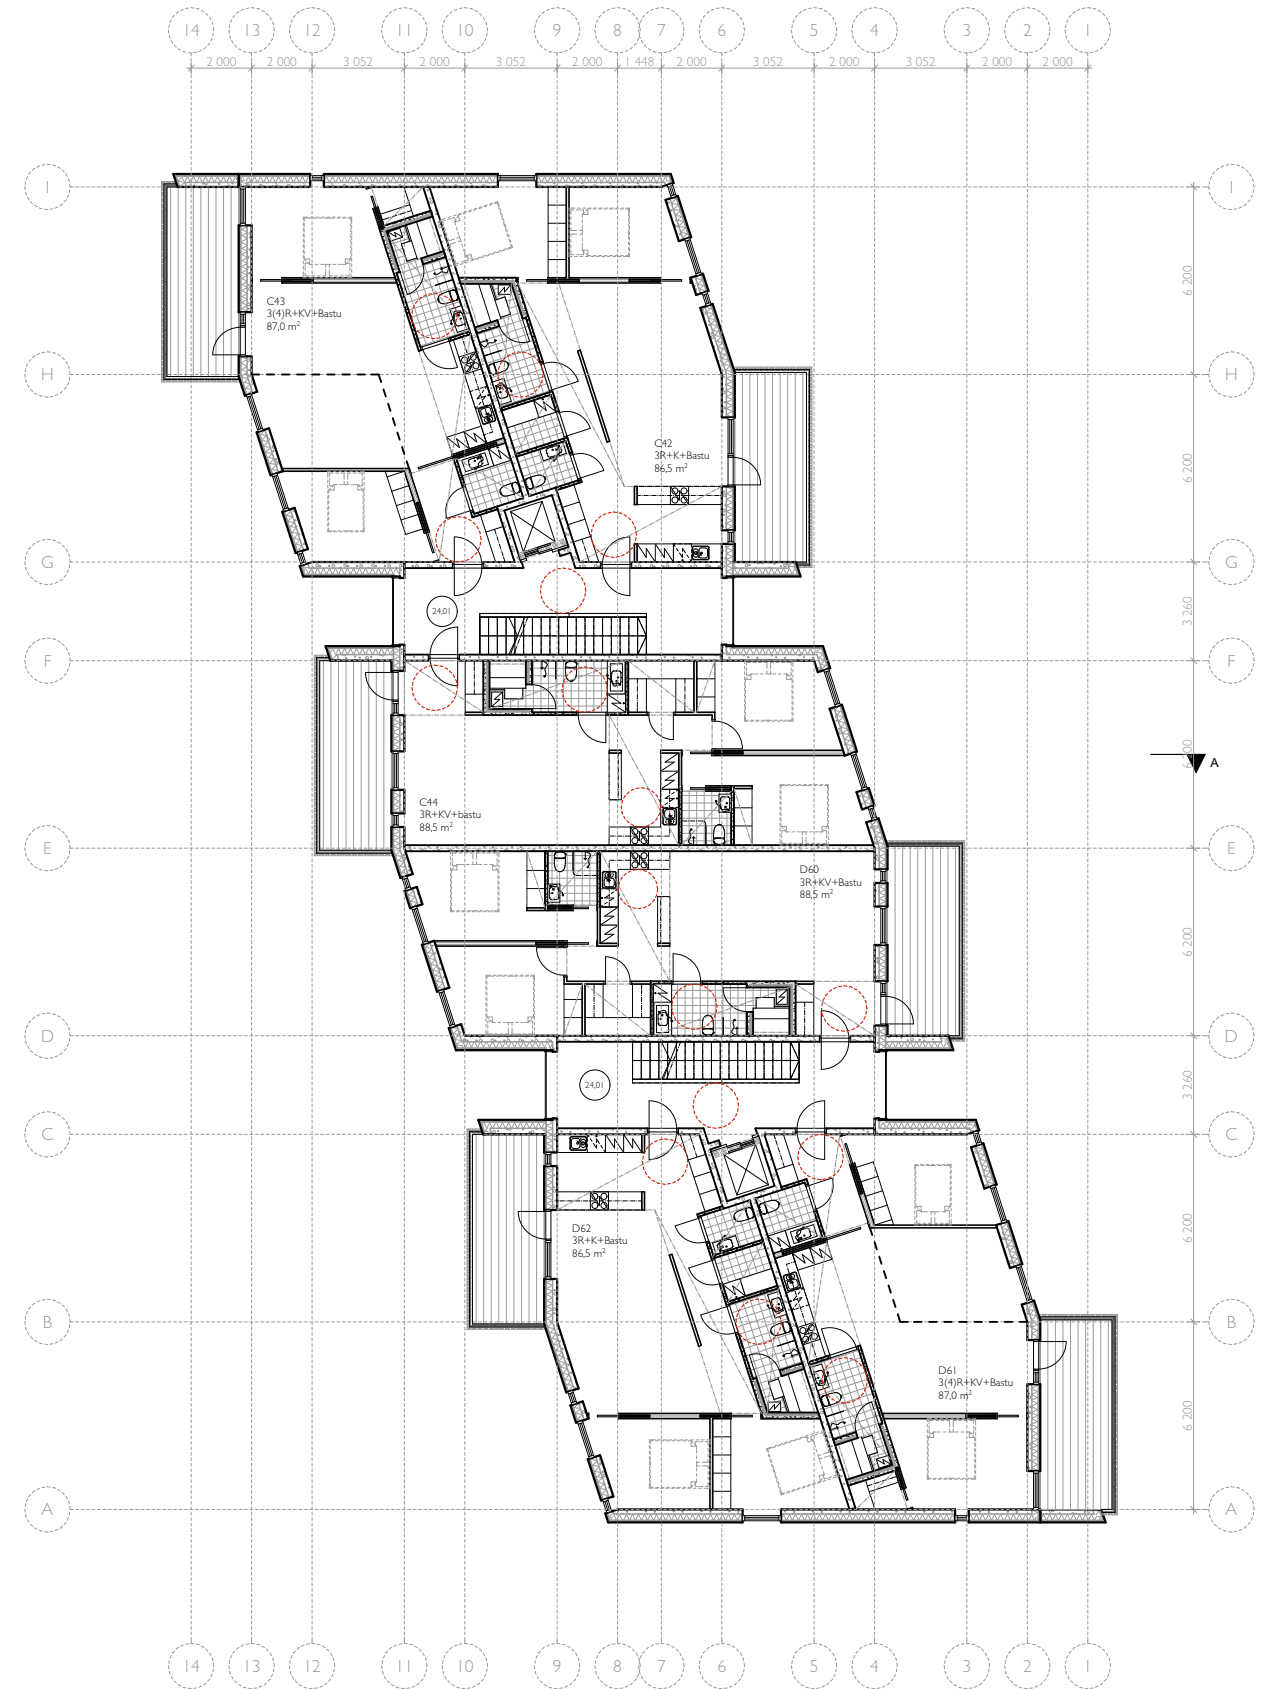 14 13 12 11 10 9 8 7 6 5 4 3 2 1
2 000 2 000 3 052 2 000 3 052 2 000 1 448 2 000 3 052 2 000 3 052 2 000 2 000
I I
6 200
C43
3(4)R+KV+Bastu
87,0 m²
H H
C42
3R+K+Bastu
86,5 m²
6 200
G G
24,01
3 260
F F
6 200
A
C44
3R+KV+bastu
88,5 m²
E E
D60
3R+KV+Bastu
88,5 m²
6 200
D D
24,01
3 260
C C
D62
3R+K+Bastu
86,5 m²
6 200
B B
D61
3(4)R+KV+Bastu
87,0 m²
6 200
A A
14 13 12 11 10 9 8 7 6 5 4 3 2 1